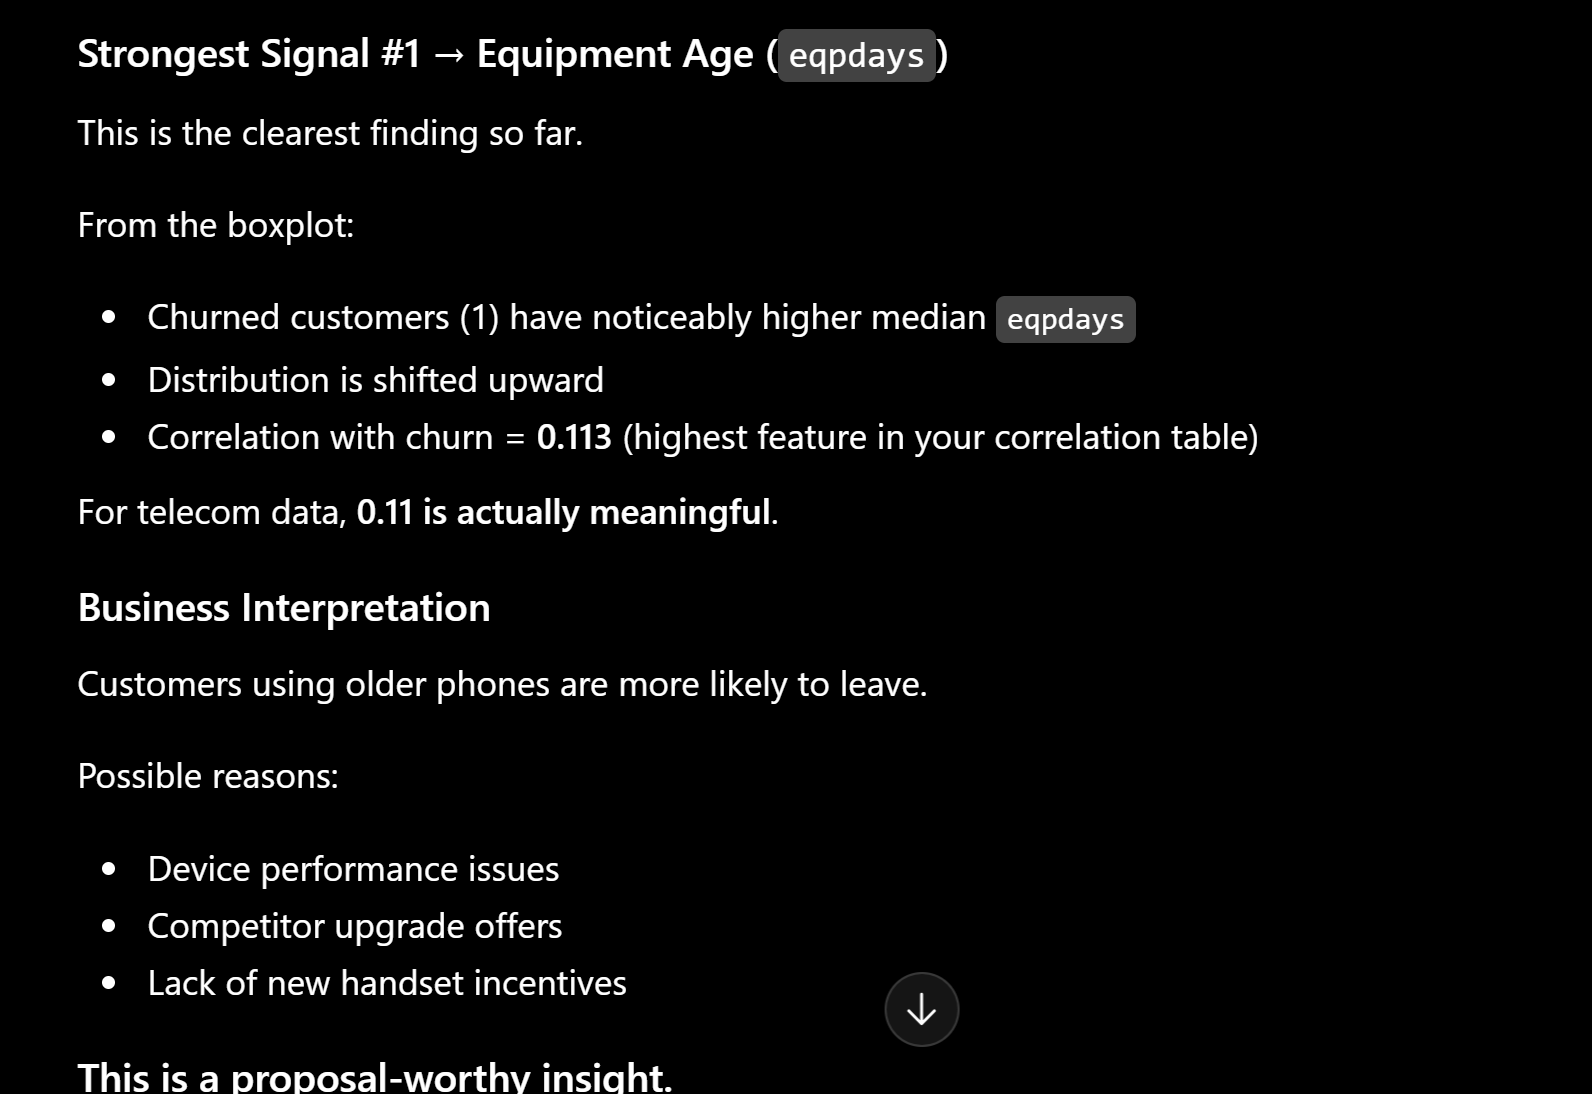 Strongest Signal #1 → Equipment Age (eqpdays)
This is the clearest finding so far.
From the boxplot:
• Churned customers (1) have noticeably higher median eqpdays
• Distribution is shifted upward
• Correlation with churn = 0.113 (highest feature in your correlation table)
For telecom data, 0.11 is actually meaningful.
Business Interpretation
Customers using older phones are more likely to leave.
Possible reasons:
• Device performance issues
• Competitor upgrade offers
• Lack of new handset incentives
This is a proposal-worthy insight.